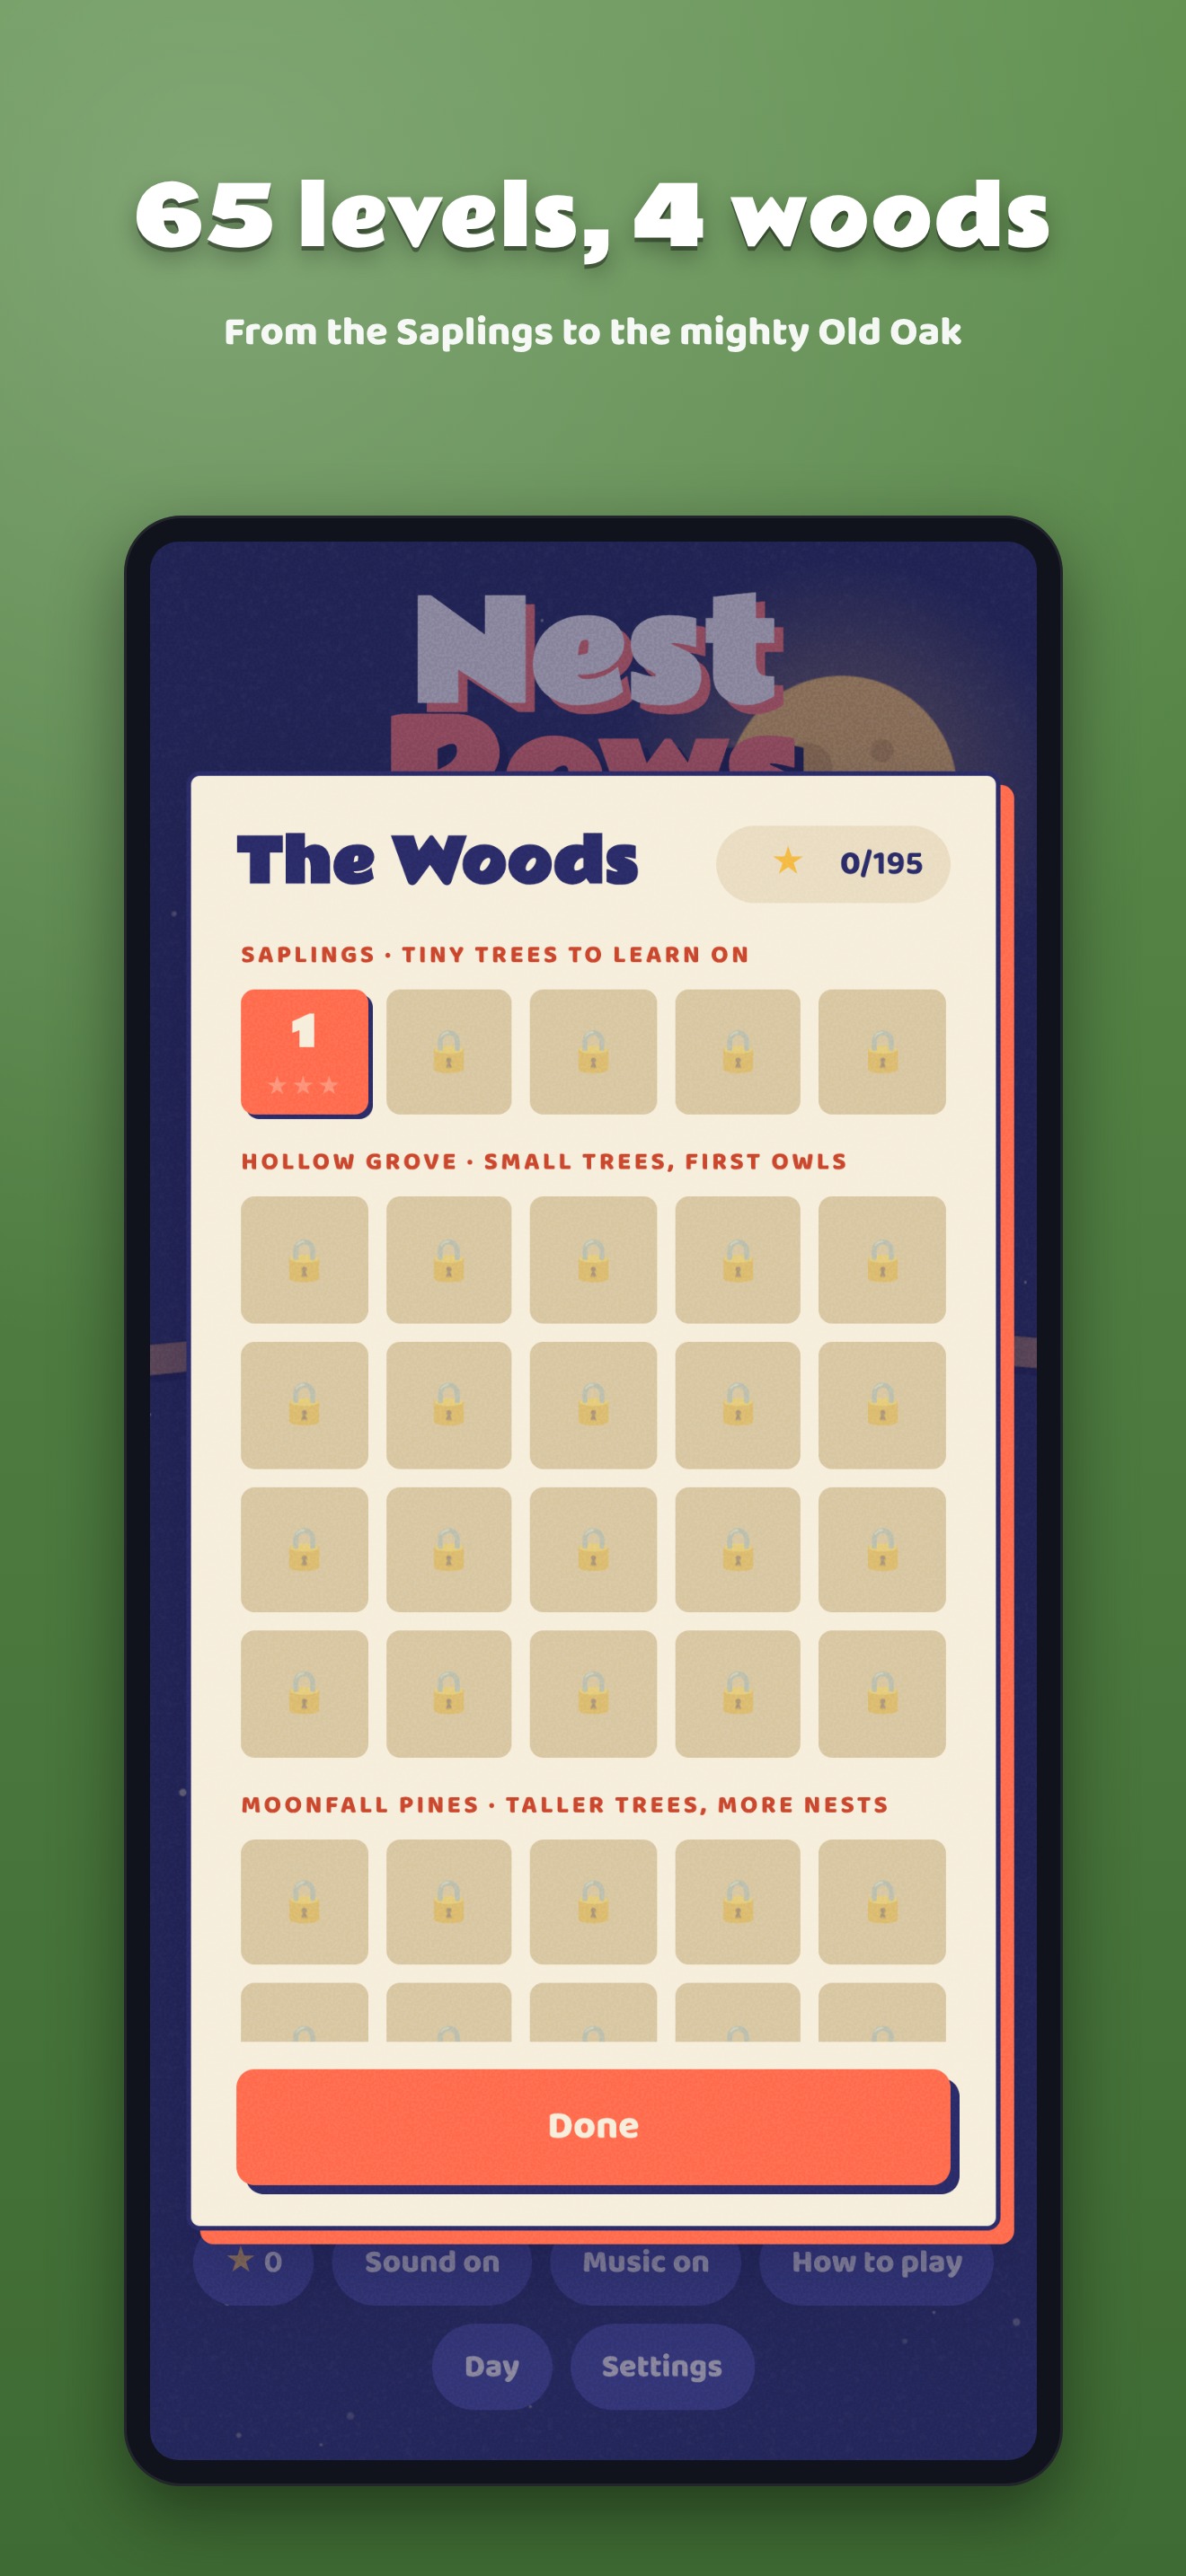 65 levels, 4 woods
From the Saplings to the mighty Old Oak
Nest
Rows
The Woods
★ 0/195
SAPLINGS · TINY TREES TO LEARN ON
1
★★★
HOLLOW GROVE · SMALL TREES, FIRST OWLS
MOONFALL PINES · TALLER TREES, MORE NESTS
Done
★ 0 Sound on Music on How to play
Day Settings